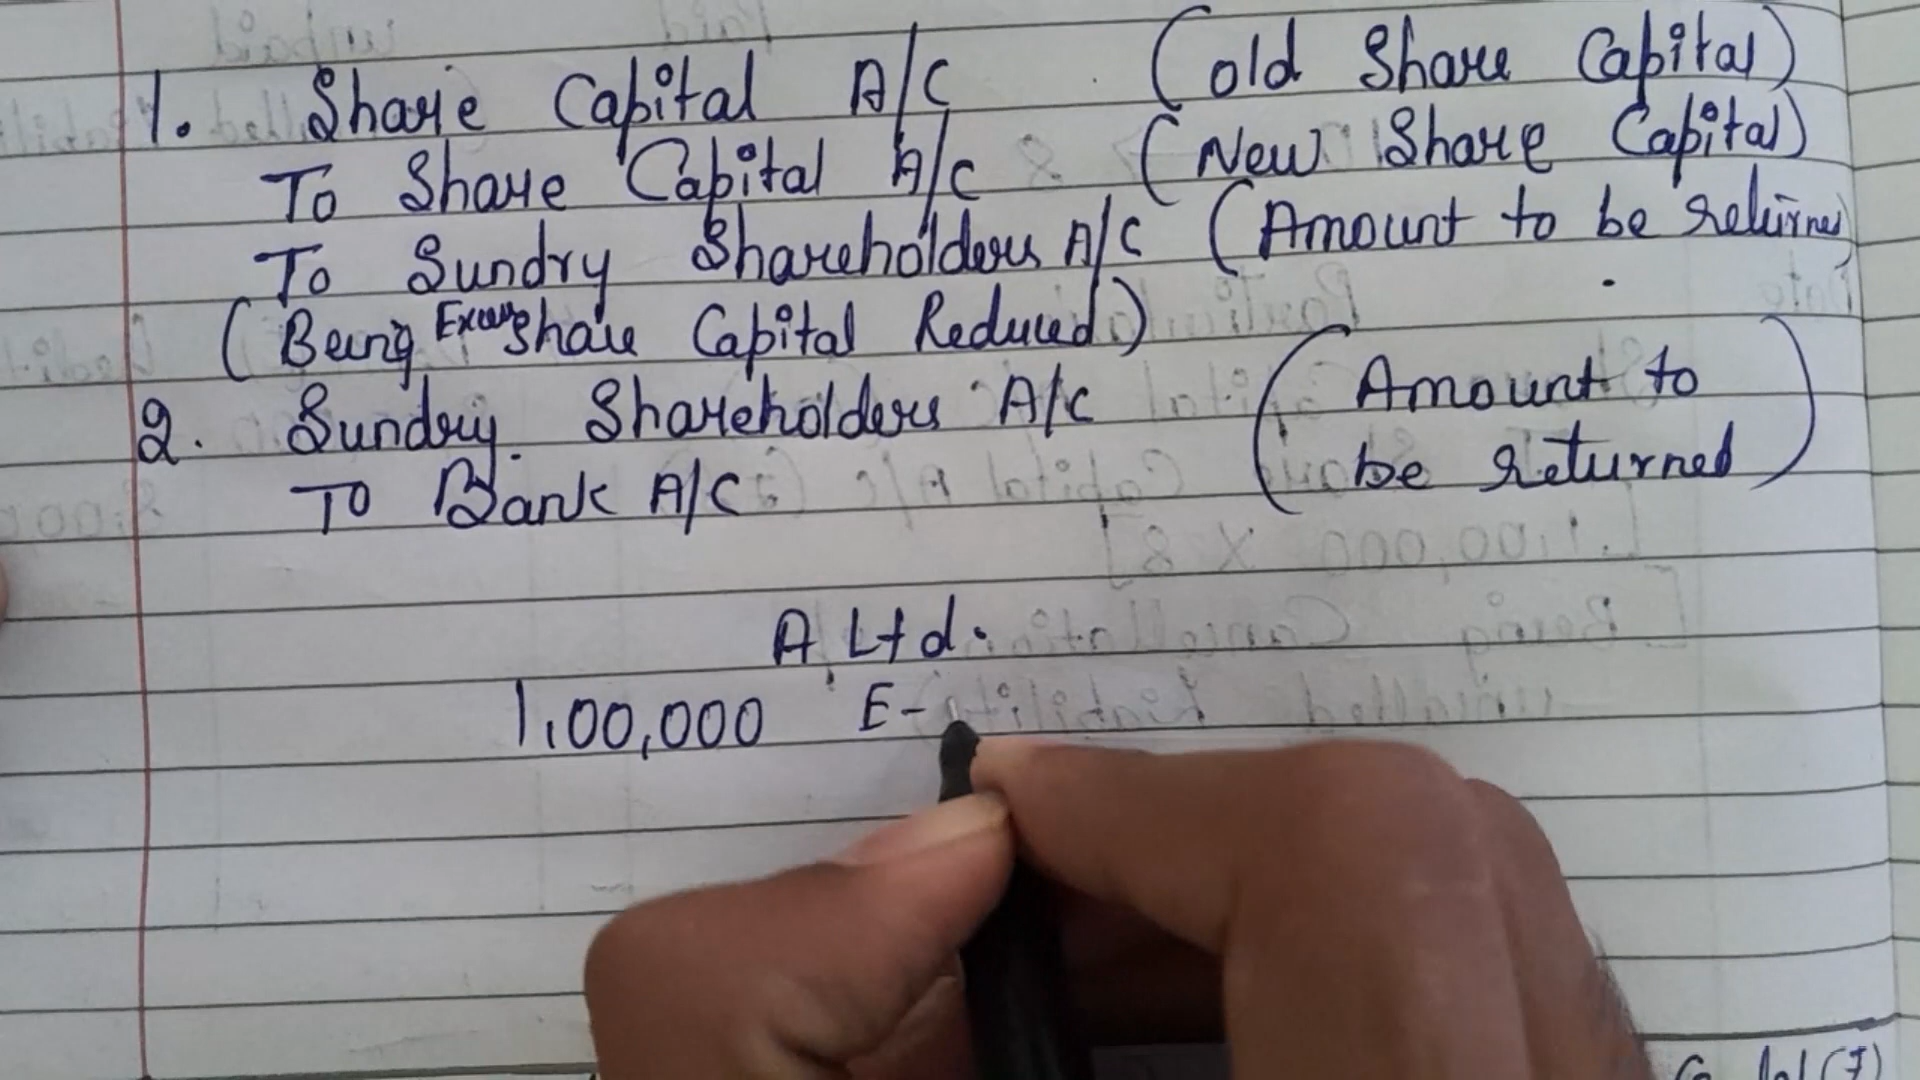 1. Share Capital A/C (old Share Capital)
To Share Capital A/C (New Share Capital)
To Sundry Shareholders A/C (Amount to be returned)
(Being Excess Share Capital Reduced)
2. Sundry Shareholders A/C (Amount to be returned)
To Bank A/C
A Ltd.
1,00,000 E-